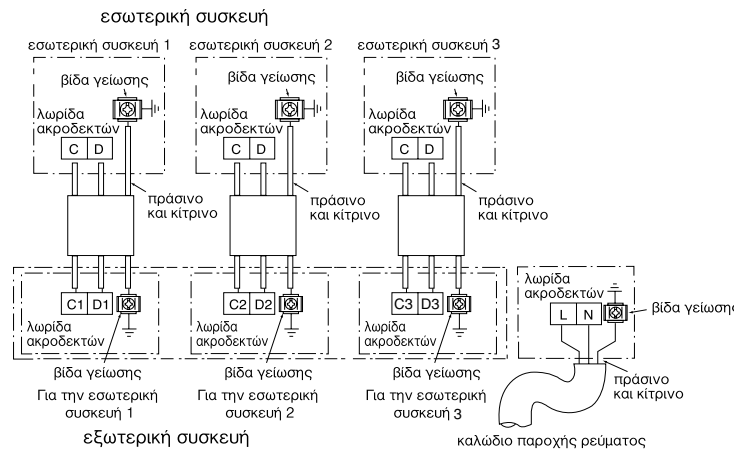 εσωτερική συσκευή
εσωτερική συσκευή 1
εσωτερική συσκευή 2
εσωτερική συσκευή 3
βίδα γείωσης
βίδα γείωσης
βίδα γείωσης
λωρίδα
ακροδεκτών
λωρίδα
ακροδεκτών
λωρίδα
ακροδεκτών
C D
C D
C D
πράσινο
και κίτρινο
πράσινο
και κίτρινο
πράσινο
και κίτρινο
C1 D1
C2 D2
C3 D3
λωρίδα
ακροδεκτών
λωρίδα
ακροδεκτών
λωρίδα
ακροδεκτών
λωρίδα
ακροδεκτών
L N
βίδα γείωσης
βίδα γείωσης
βίδα γείωσης
βίδα γείωσης
Για την εσωτερική
συσκευή 1
Για την εσωτερική
συσκευή 2
Για την εσωτερική
συσκευή 3
πράσινο
και κίτρινο
εξωτερική συσκευή
καλώδιο παροχής ρεύματος